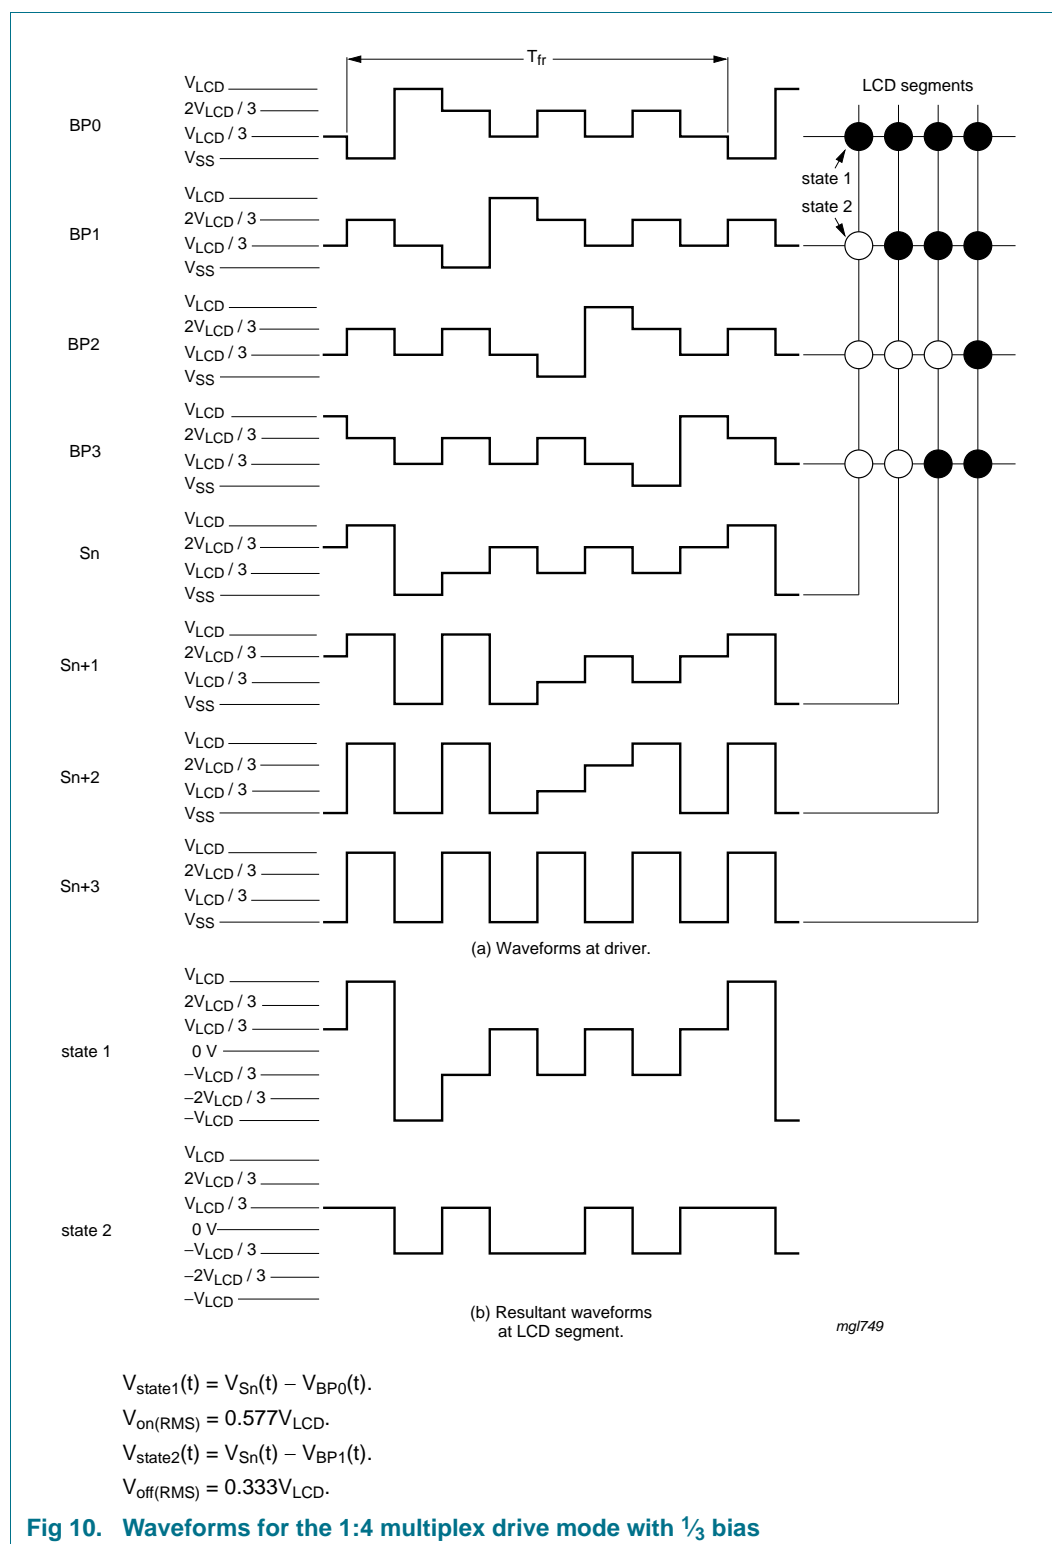 Tfr
LCD segments
state 1
state 2
BP0
VLCD
2VLCD / 3
VLCD / 3
VSS
BP1
VLCD
2VLCD / 3
VLCD / 3
VSS
BP2
VLCD
2VLCD / 3
VLCD / 3
VSS
BP3
VLCD
2VLCD / 3
VLCD / 3
VSS
Sn
VLCD
2VLCD / 3
VLCD / 3
VSS
Sn+1
VLCD
2VLCD / 3
VLCD / 3
VSS
Sn+2
VLCD
2VLCD / 3
VLCD / 3
VSS
Sn+3
VLCD
2VLCD / 3
VLCD / 3
VSS
(a) Waveforms at driver.
state 1
VLCD
2VLCD / 3
VLCD / 3
0 V
−VLCD / 3
−2VLCD / 3
−VLCD
state 2
VLCD
2VLCD / 3
VLCD / 3
0 V
−VLCD / 3
−2VLCD / 3
−VLCD
(b) Resultant waveforms
at LCD segment.
mgl749
Vstate1(t) = VSn(t) − VBP0(t).
Von(RMS) = 0.577VLCD.
Vstate2(t) = VSn(t) − VBP1(t).
Voff(RMS) = 0.333VLCD.
Fig 10. Waveforms for the 1:4 multiplex drive mode with 1⁄3 bias